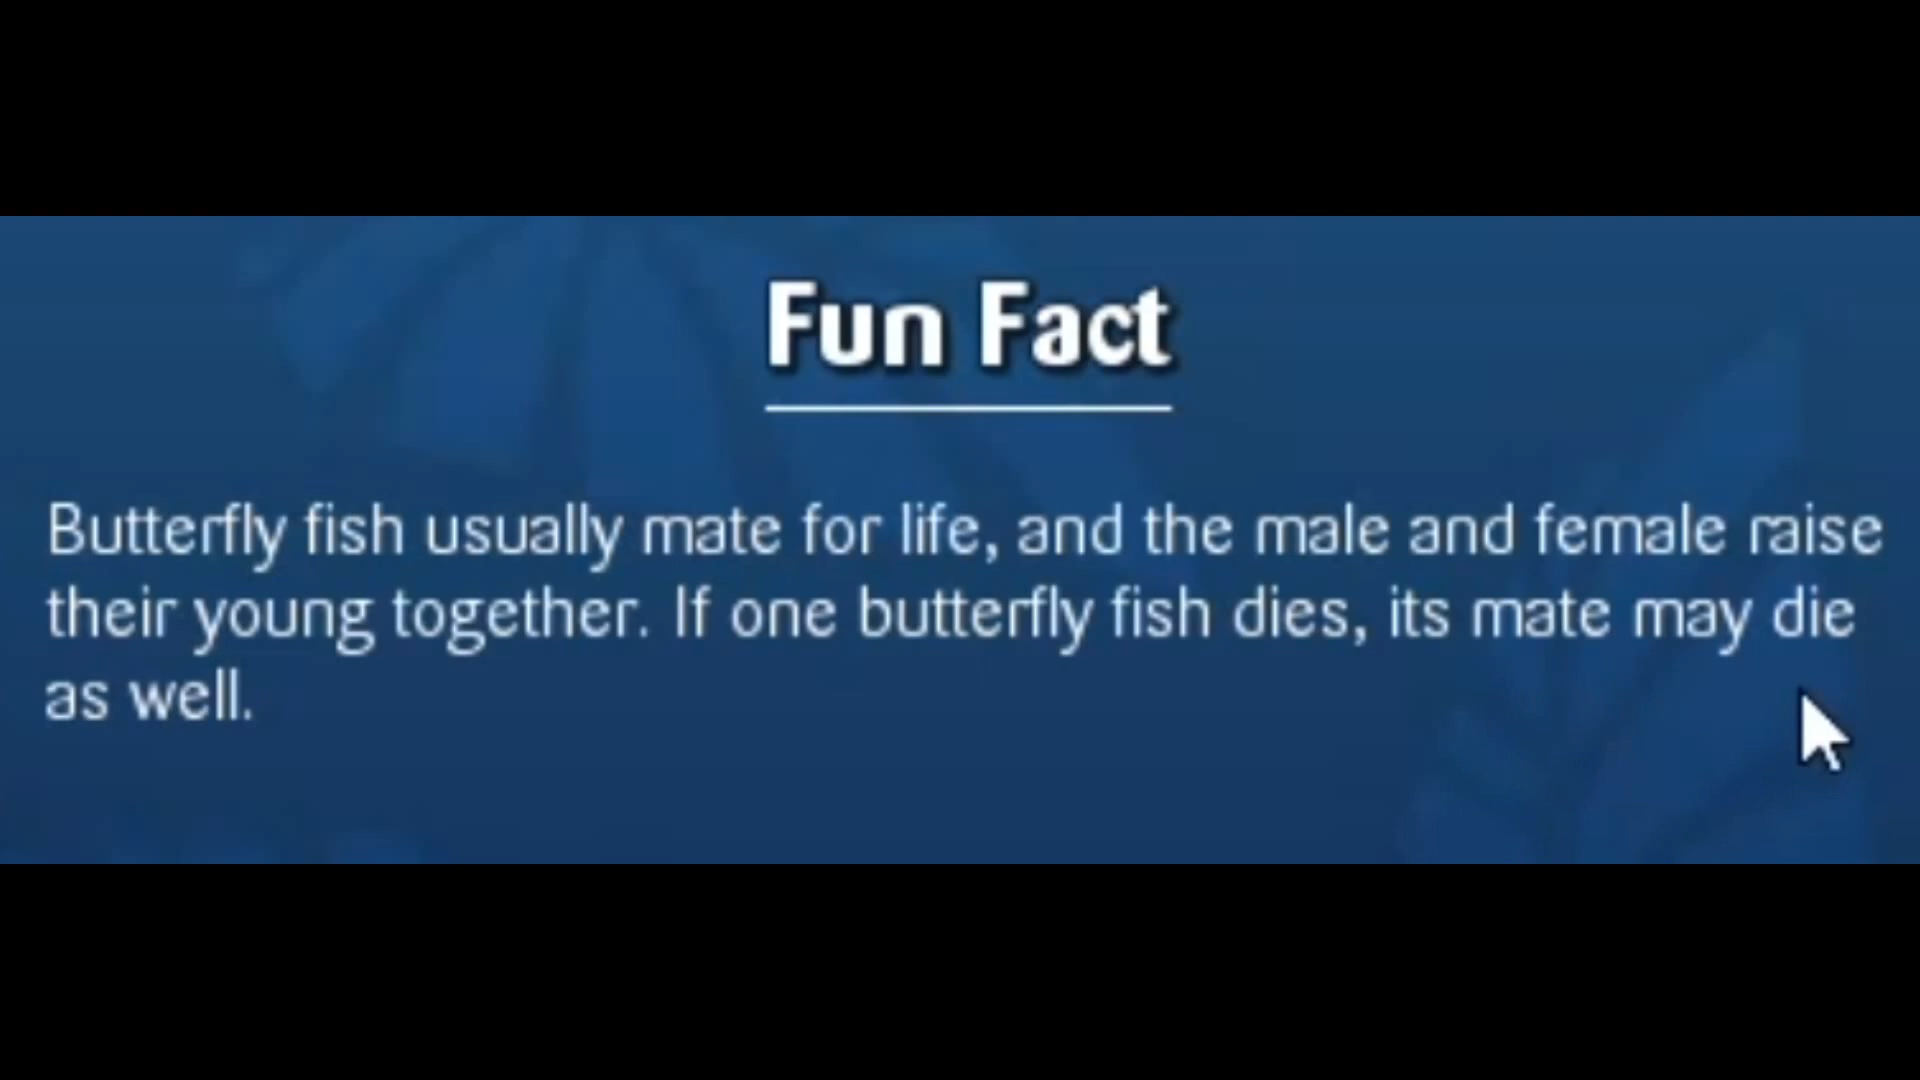 Fun Fact
Butterfly fish usually mate for life, and the male and female raise
their young together. If one butterfly fish dies, its mate may die
as well.